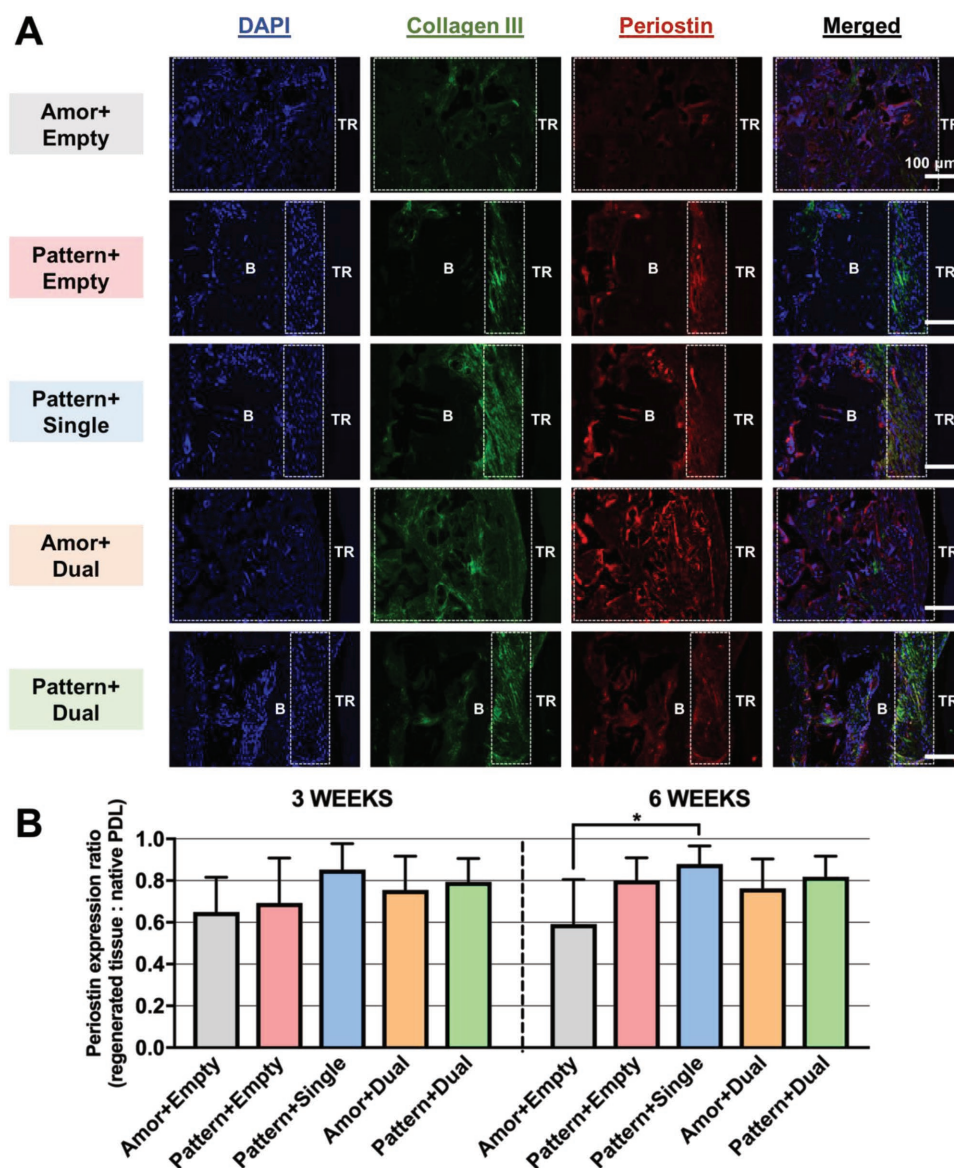 A
DAPI
Collagen III
Periostin
Merged
Amor+
Empty
TR
TR
TR
TR
100 µm
Pattern+
Empty
B
TR
B
TR
B
TR
B
TR
Pattern+
Single
B
TR
B
TR
B
TR
B
TR
Amor+
Dual
TR
TR
TR
TR
Pattern+
Dual
B
TR
B
TR
B
TR
B
TR
B
3 WEEKS
6 WEEKS
Periostin expression ratio
(regenerated tissue : native PDL)
1.0
0.8
0.6
0.4
0.2
0.0
*
Amor+Empty
Pattern+Empty
Pattern+Single
Amor+Dual
Pattern+Dual
Amor+Empty
Pattern+Empty
Pattern+Single
Amor+Dual
Pattern+Dual